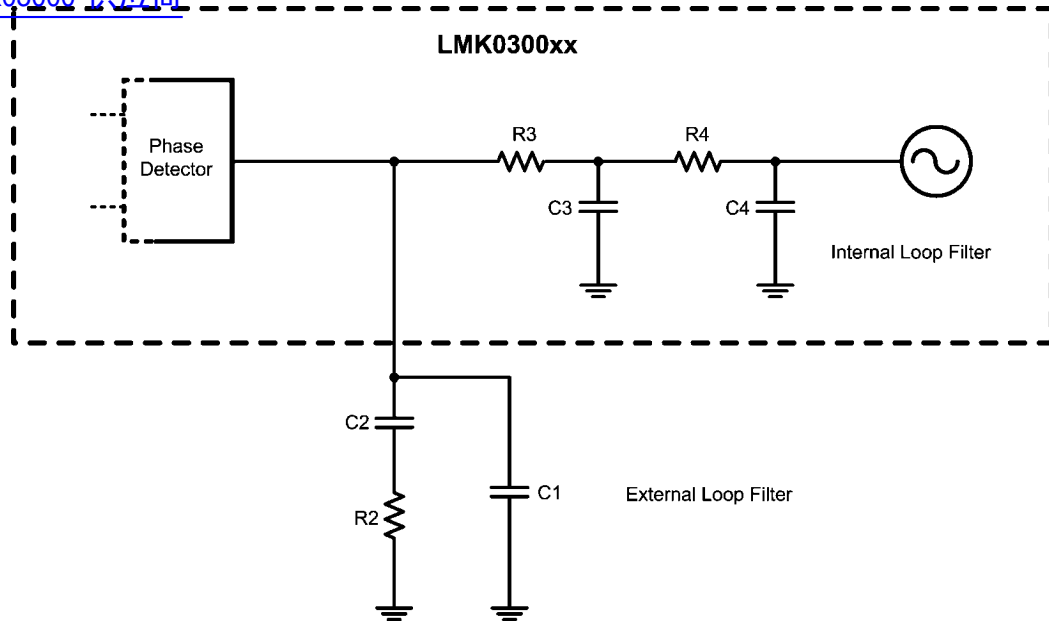 LMK0300xx
Phase
Detector
R3
R4
C3
C4
Internal Loop Filter
C2
C1
R2
External Loop Filter